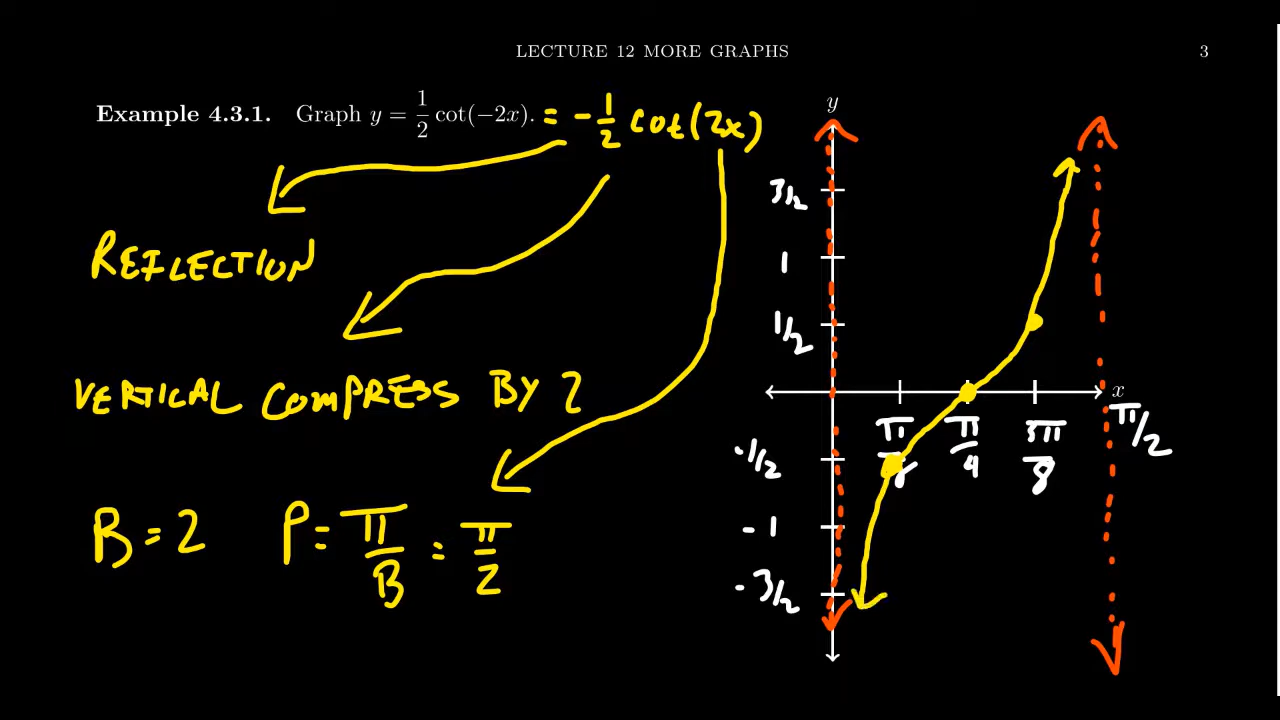 LECTURE 12 MORE GRAPHS 3
Example 4.3.1. Graph y = 1/2 cot(−2x). = -1/2 cot(2x)
REFLECTION
VERTICAL COMPRESS BY 2
B = 2 P = π/B = π/2
y
3/2
1
1/2
x
π/8 π/4 3π/8 π/2
-1/2
-1
-3/2